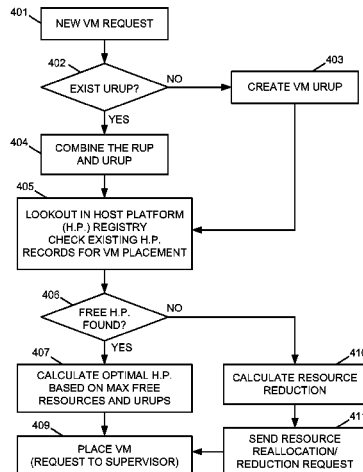 401
NEW VM REQUEST
402
EXIST URUP?
NO
403
CREATE VM URUP
YES
404
COMBINE THE RUP
AND URUP
405
LOOKOUT IN HOST PLATFORM
(H.P.) REGISTRY
CHECK EXISTING H.P.
RECORDS FOR VM PLACEMENT
406
FREE H.P.
FOUND?
NO
YES
407
CALCULATE OPTIMAL H.P.
BASED ON MAX FREE
RESOURCES AND URUPS
410
CALCULATE RESOURCE
REDUCTION
409
PLACE VM
(REQUEST TO SUPERVISOR)
411
SEND RESOURCE
REALLOCATION/
REDUCTION REQUEST